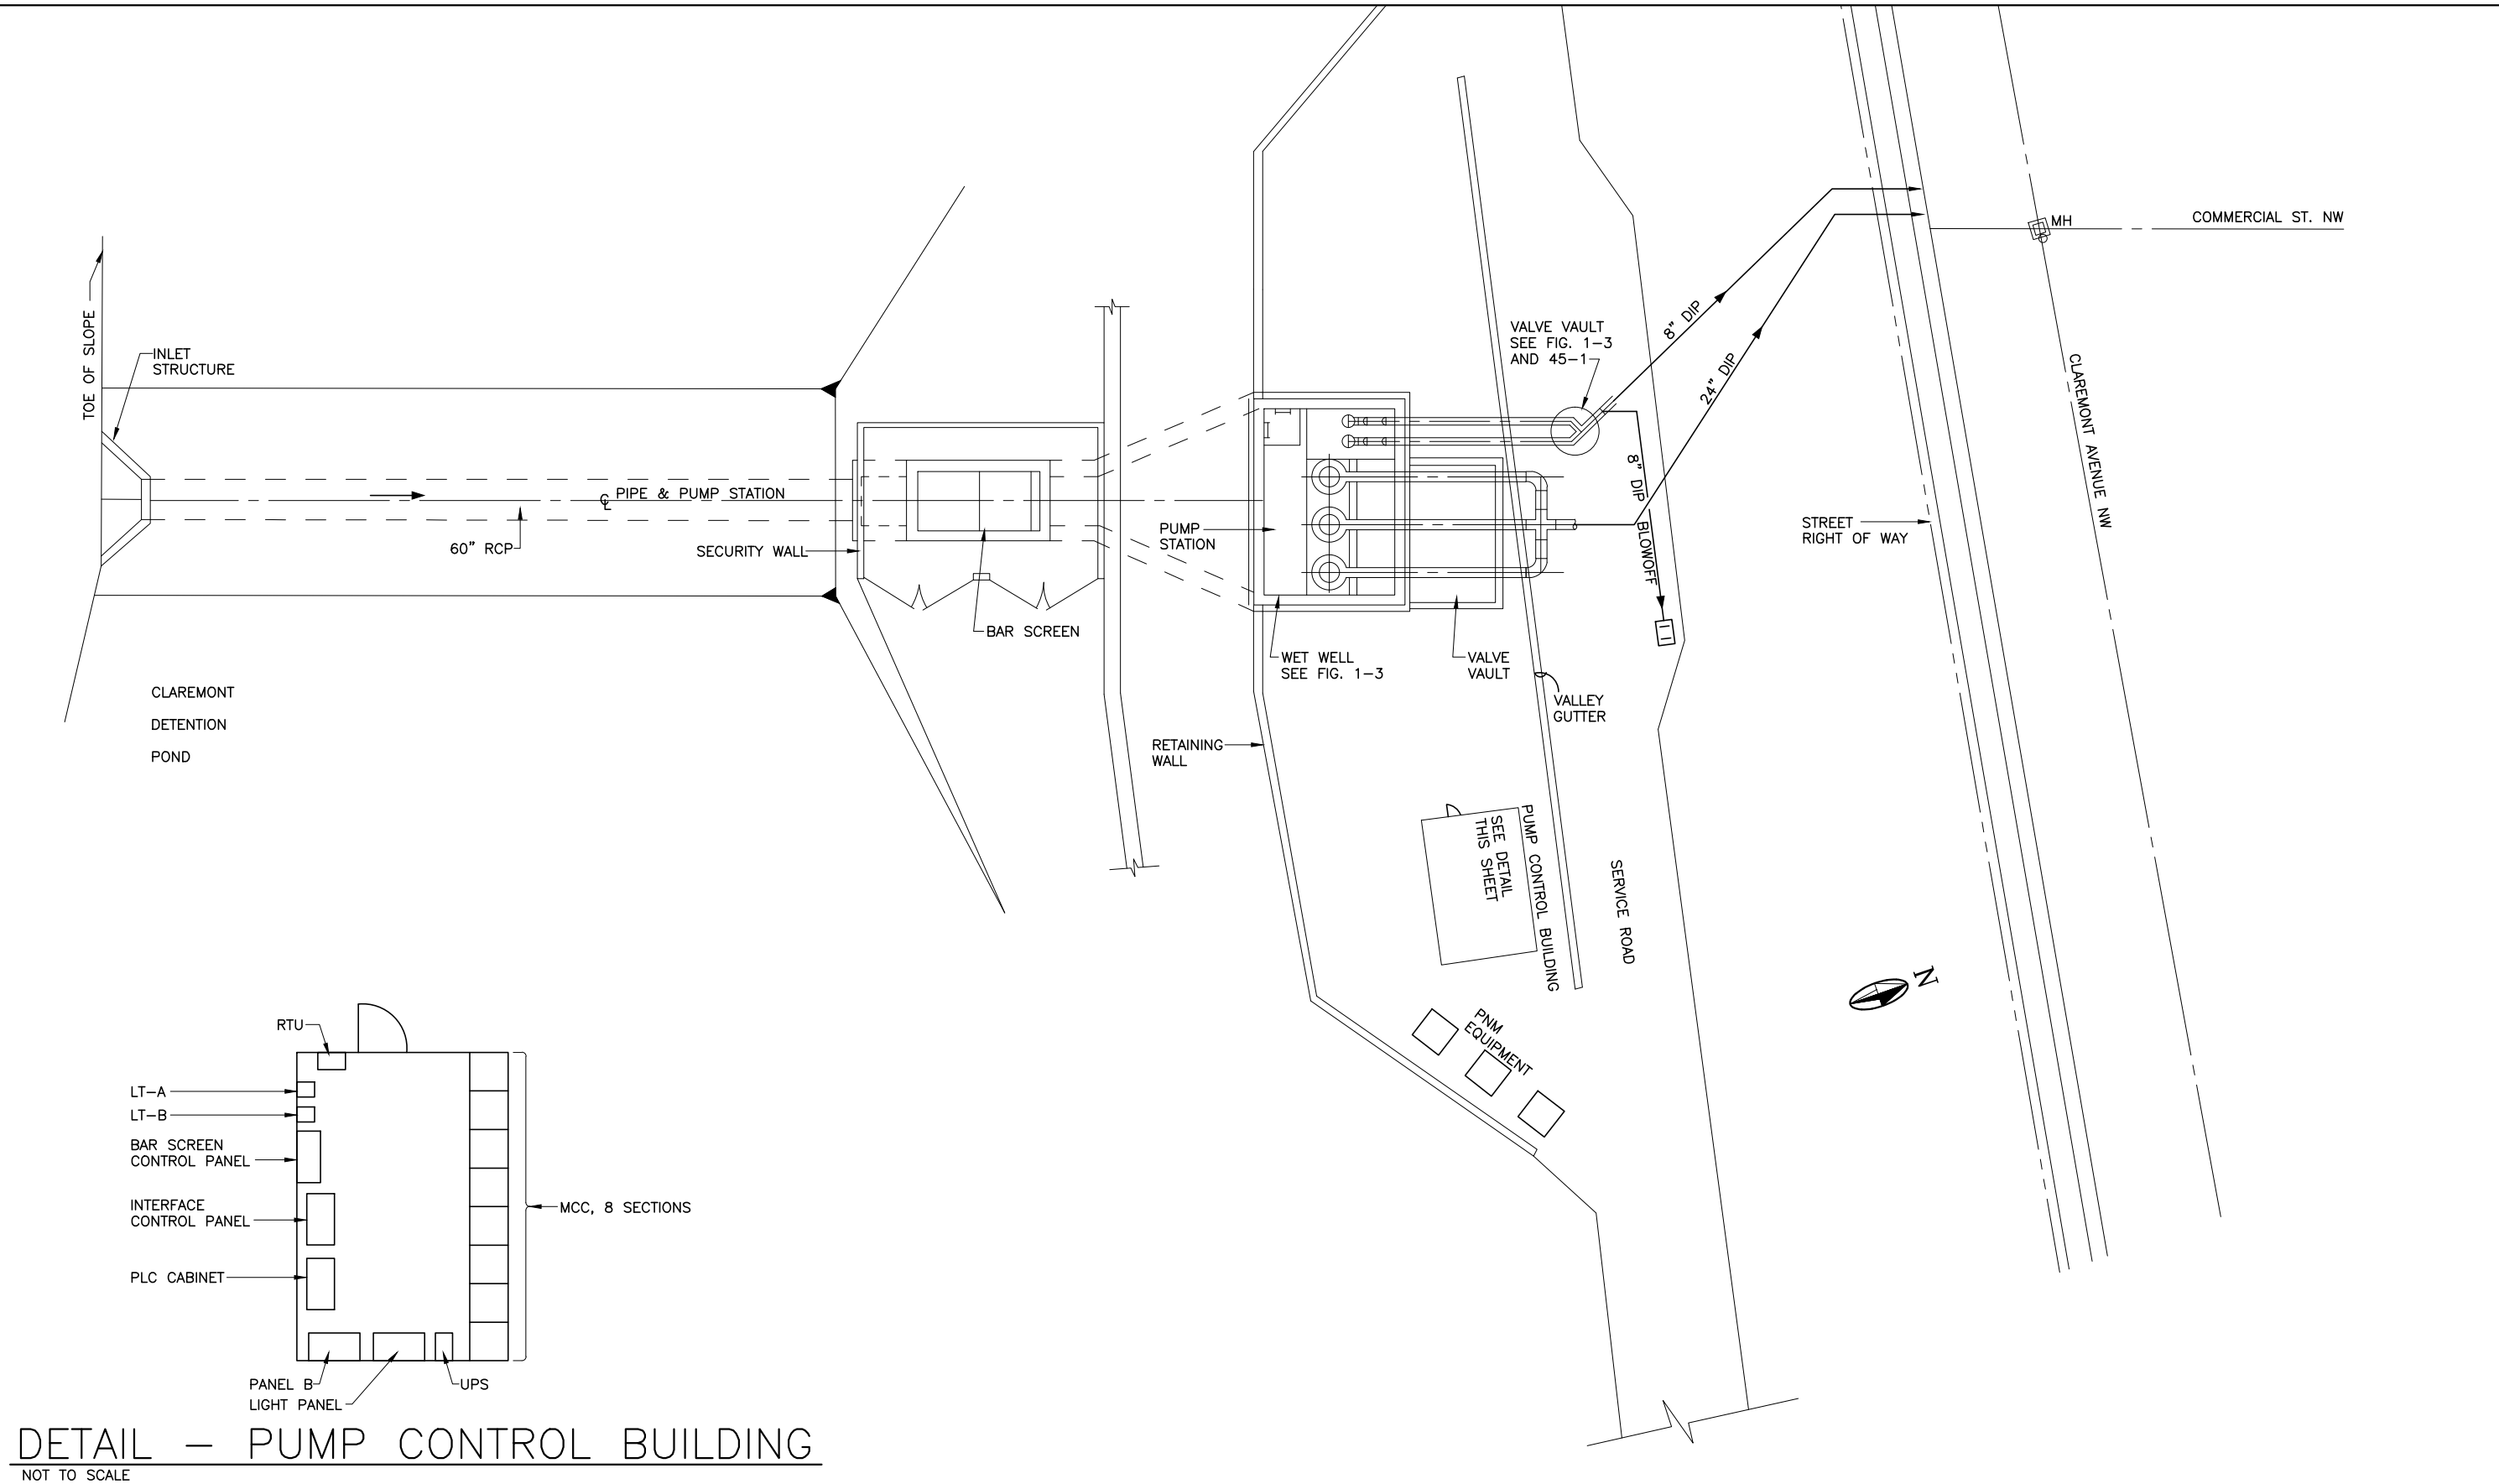 COMMERCIAL ST. NW
MH
TOE OF SLOPE
INLET
STRUCTURE
VALVE VAULT
SEE FIG. 1-3
AND 45-1
8" DIP
24" DIP
CLAREMONT AVENUE NW
℄ PIPE & PUMP STATION
60" RCP
SECURITY WALL
PUMP
STATION
8" DIP BLOWOFF
STREET
RIGHT OF WAY
BAR SCREEN
WET WELL
SEE FIG. 1-3
VALVE
VAULT
VALLEY
GUTTER
CLAREMONT
DETENTION
POND
RETAINING
WALL
PUMP CONTROL BUILDING
SEE DETAIL
THIS SHEET
SERVICE ROAD
N
PNM
EQUIPMENT
RTU
LT-A
LT-B
BAR SCREEN
CONTROL PANEL
INTERFACE
CONTROL PANEL
MCC, 8 SECTIONS
PLC CABINET
PANEL B
UPS
LIGHT PANEL
DETAIL - PUMP CONTROL BUILDING
NOT TO SCALE